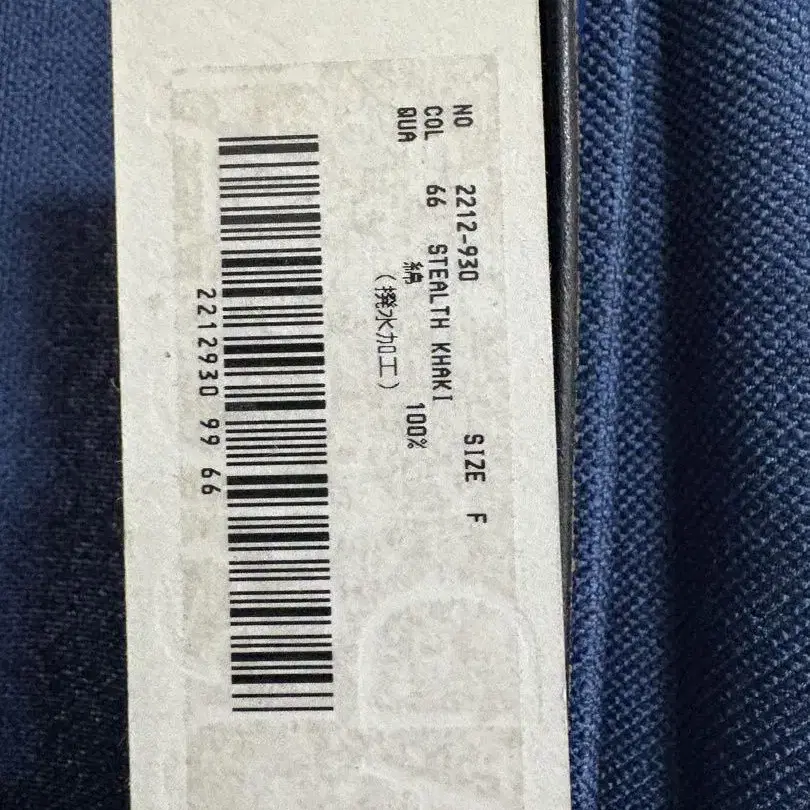 NO 2212-930 SIZE F
COL 66 STEALTH KHAKI
QUA 綿 100%
(撥水加工)
2212930 99 66